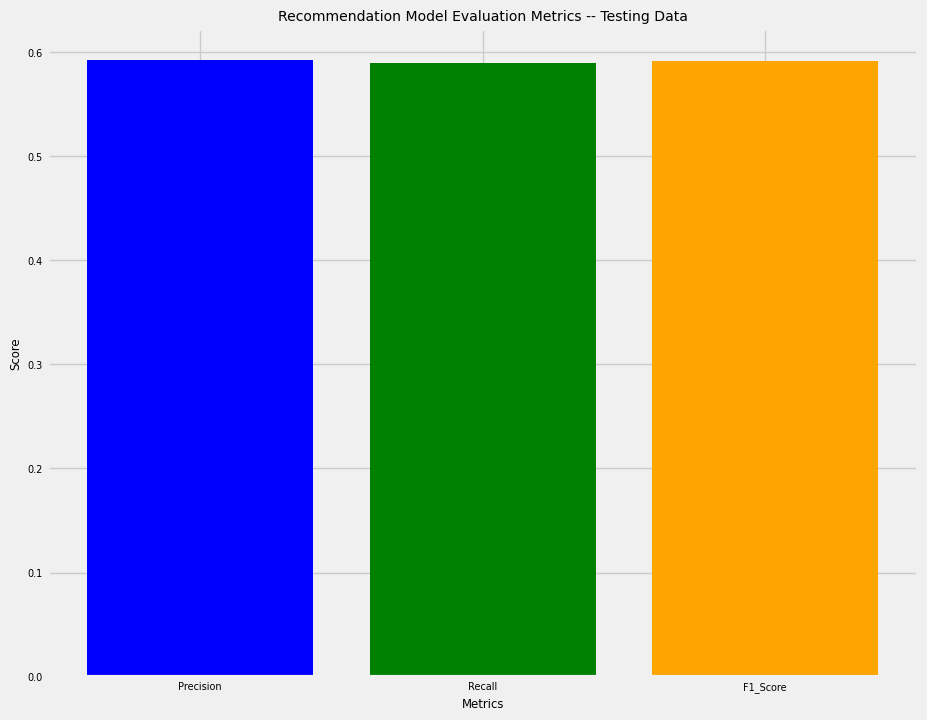 Recommendation Model Evaluation Metrics -- Testing Data
0.6
0.5
0.4
0.3
0.2
0.1
0.0
Score
Precision Recall F1_Score
Metrics